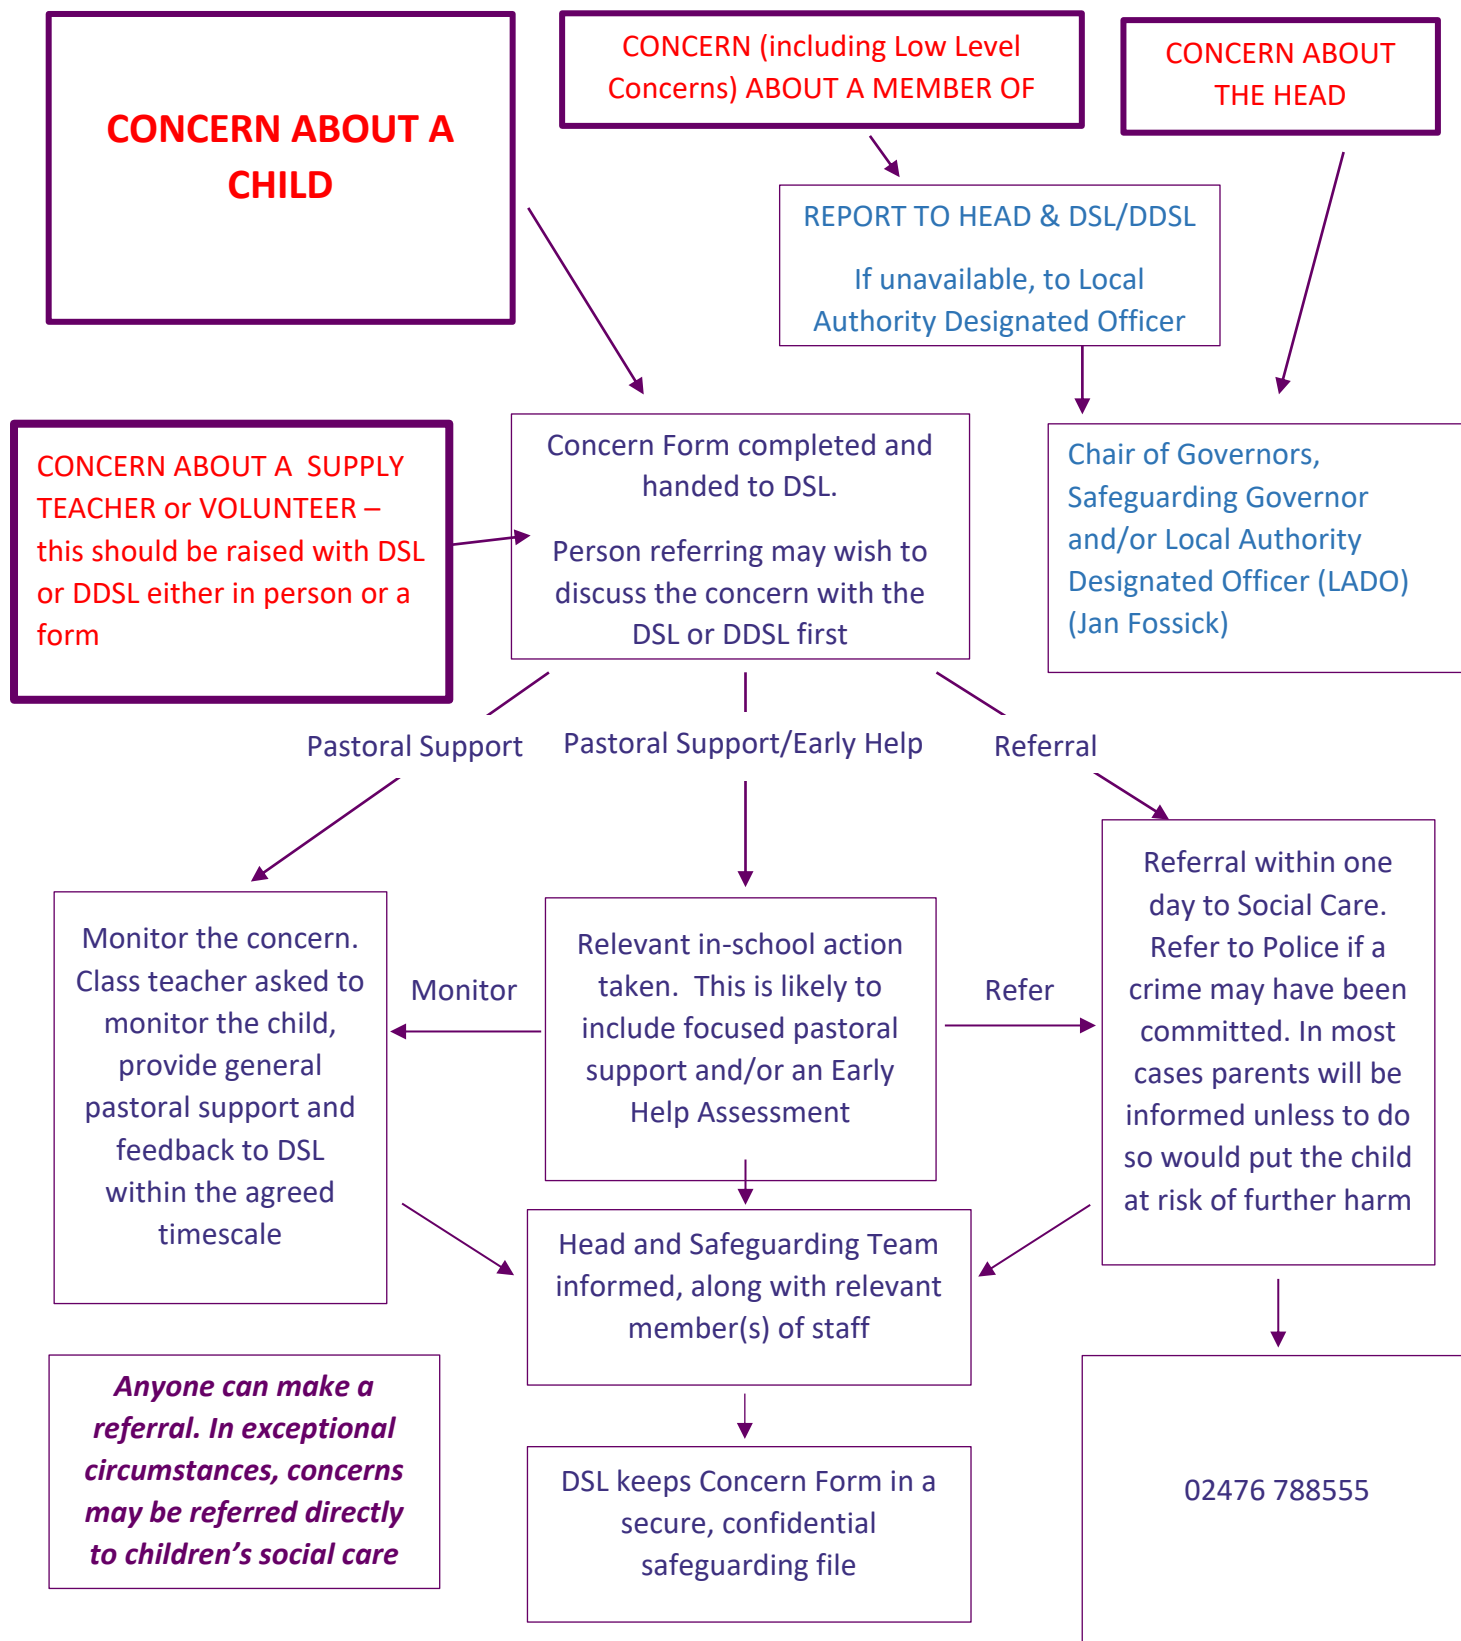 CONCERN ABOUT A
CHILD
CONCERN (including Low Level
Concerns) ABOUT A MEMBER OF
CONCERN ABOUT
THE HEAD
REPORT TO HEAD & DSL/DDSL
If unavailable, to Local
Authority Designated Officer
CONCERN ABOUT A  SUPPLY
TEACHER or VOLUNTEER –
this should be raised with DSL
or DDSL either in person or a
form
Concern Form completed and
handed to DSL.
Person referring may wish to
discuss the concern with the
DSL or DDSL first
Chair of Governors,
Safeguarding Governor
and/or Local Authority
Designated Officer (LADO)
(Jan Fossick)
Pastoral Support
Pastoral Support/Early Help
Referral
Monitor the concern.
Class teacher asked to
monitor the child,
provide general
pastoral support and
feedback to DSL
within the agreed
timescale
Monitor
Relevant in-school action
taken.  This is likely to
include focused pastoral
support and/or an Early
Help Assessment
Refer
Referral within one
day to Social Care.
Refer to Police if a
crime may have been
committed. In most
cases parents will be
informed unless to do
so would put the child
at risk of further harm
Head and Safeguarding Team
informed, along with relevant
member(s) of staff
Anyone can make a
referral. In exceptional
circumstances, concerns
may be referred directly
to children’s social care
DSL keeps Concern Form in a
secure, confidential
safeguarding file
02476 788555